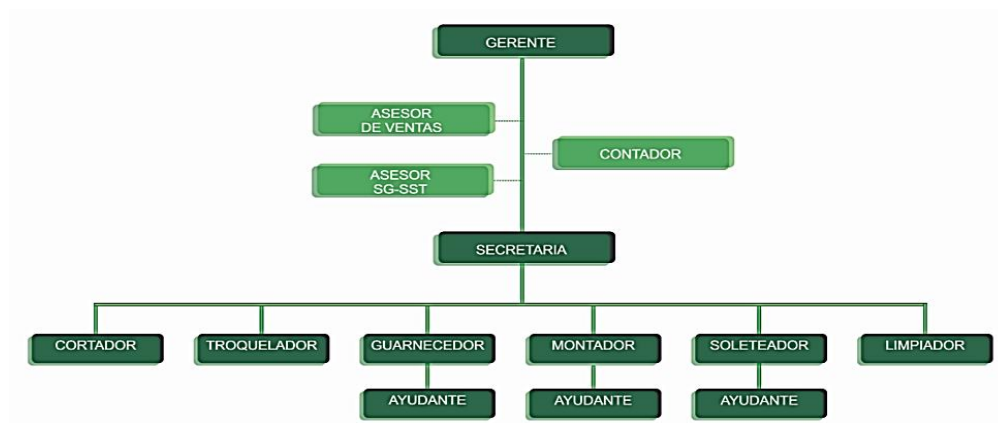 GERENTE
ASESOR
DE VENTAS
CONTADOR
ASESOR
SG-SST
SECRETARIA
CORTADOR
TROQUELADOR
GUARNECEDOR
MONTADOR
SOLETEADOR
LIMPIADOR
AYUDANTE
AYUDANTE
AYUDANTE